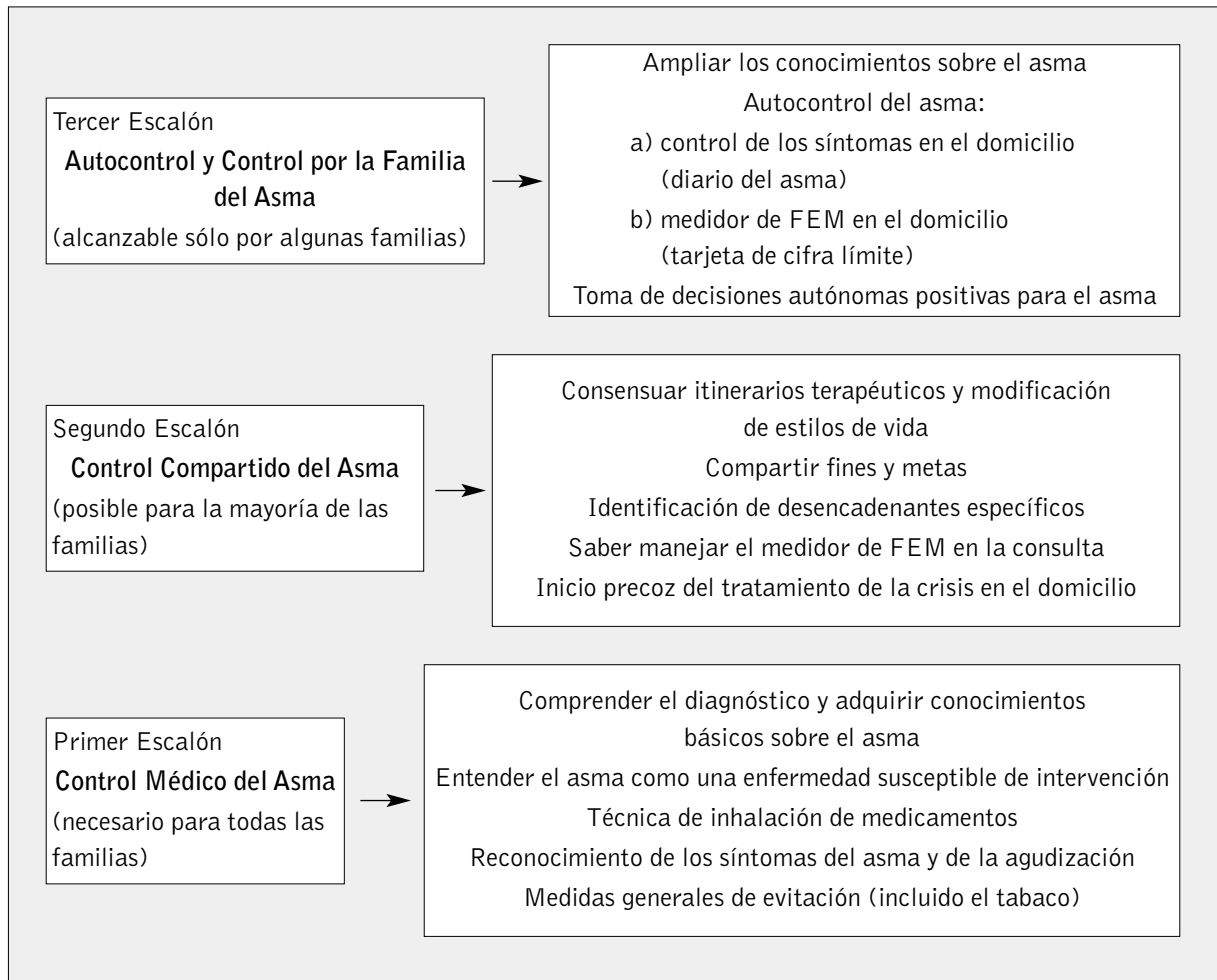 Tercer Escalón
Autocontrol y Control por la Familia
del Asma
(alcanzable sólo por algunas familias)
Ampliar los conocimientos sobre el asma
Autocontrol del asma:
a) control de los síntomas en el domicilio
(diario del asma)
b) medidor de FEM en el domicilio
(tarjeta de cifra límite)
Toma de decisiones autónomas positivas para el asma
Segundo Escalón
Control Compartido del Asma
(posible para la mayoría de las
familias)
Consensuar itinerarios terapéuticos y modificación
de estilos de vida
Compartir fines y metas
Identificación de desencadenantes específicos
Saber manejar el medidor de FEM en la consulta
Inicio precoz del tratamiento de la crisis en el domicilio
Primer Escalón
Control Médico del Asma
(necesario para todas las
familias)
Comprender el diagnóstico y adquirir conocimientos
básicos sobre el asma
Entender el asma como una enfermedad susceptible de intervención
Técnica de inhalación de medicamentos
Reconocimiento de los síntomas del asma y de la agudización
Medidas generales de evitación (incluido el tabaco)